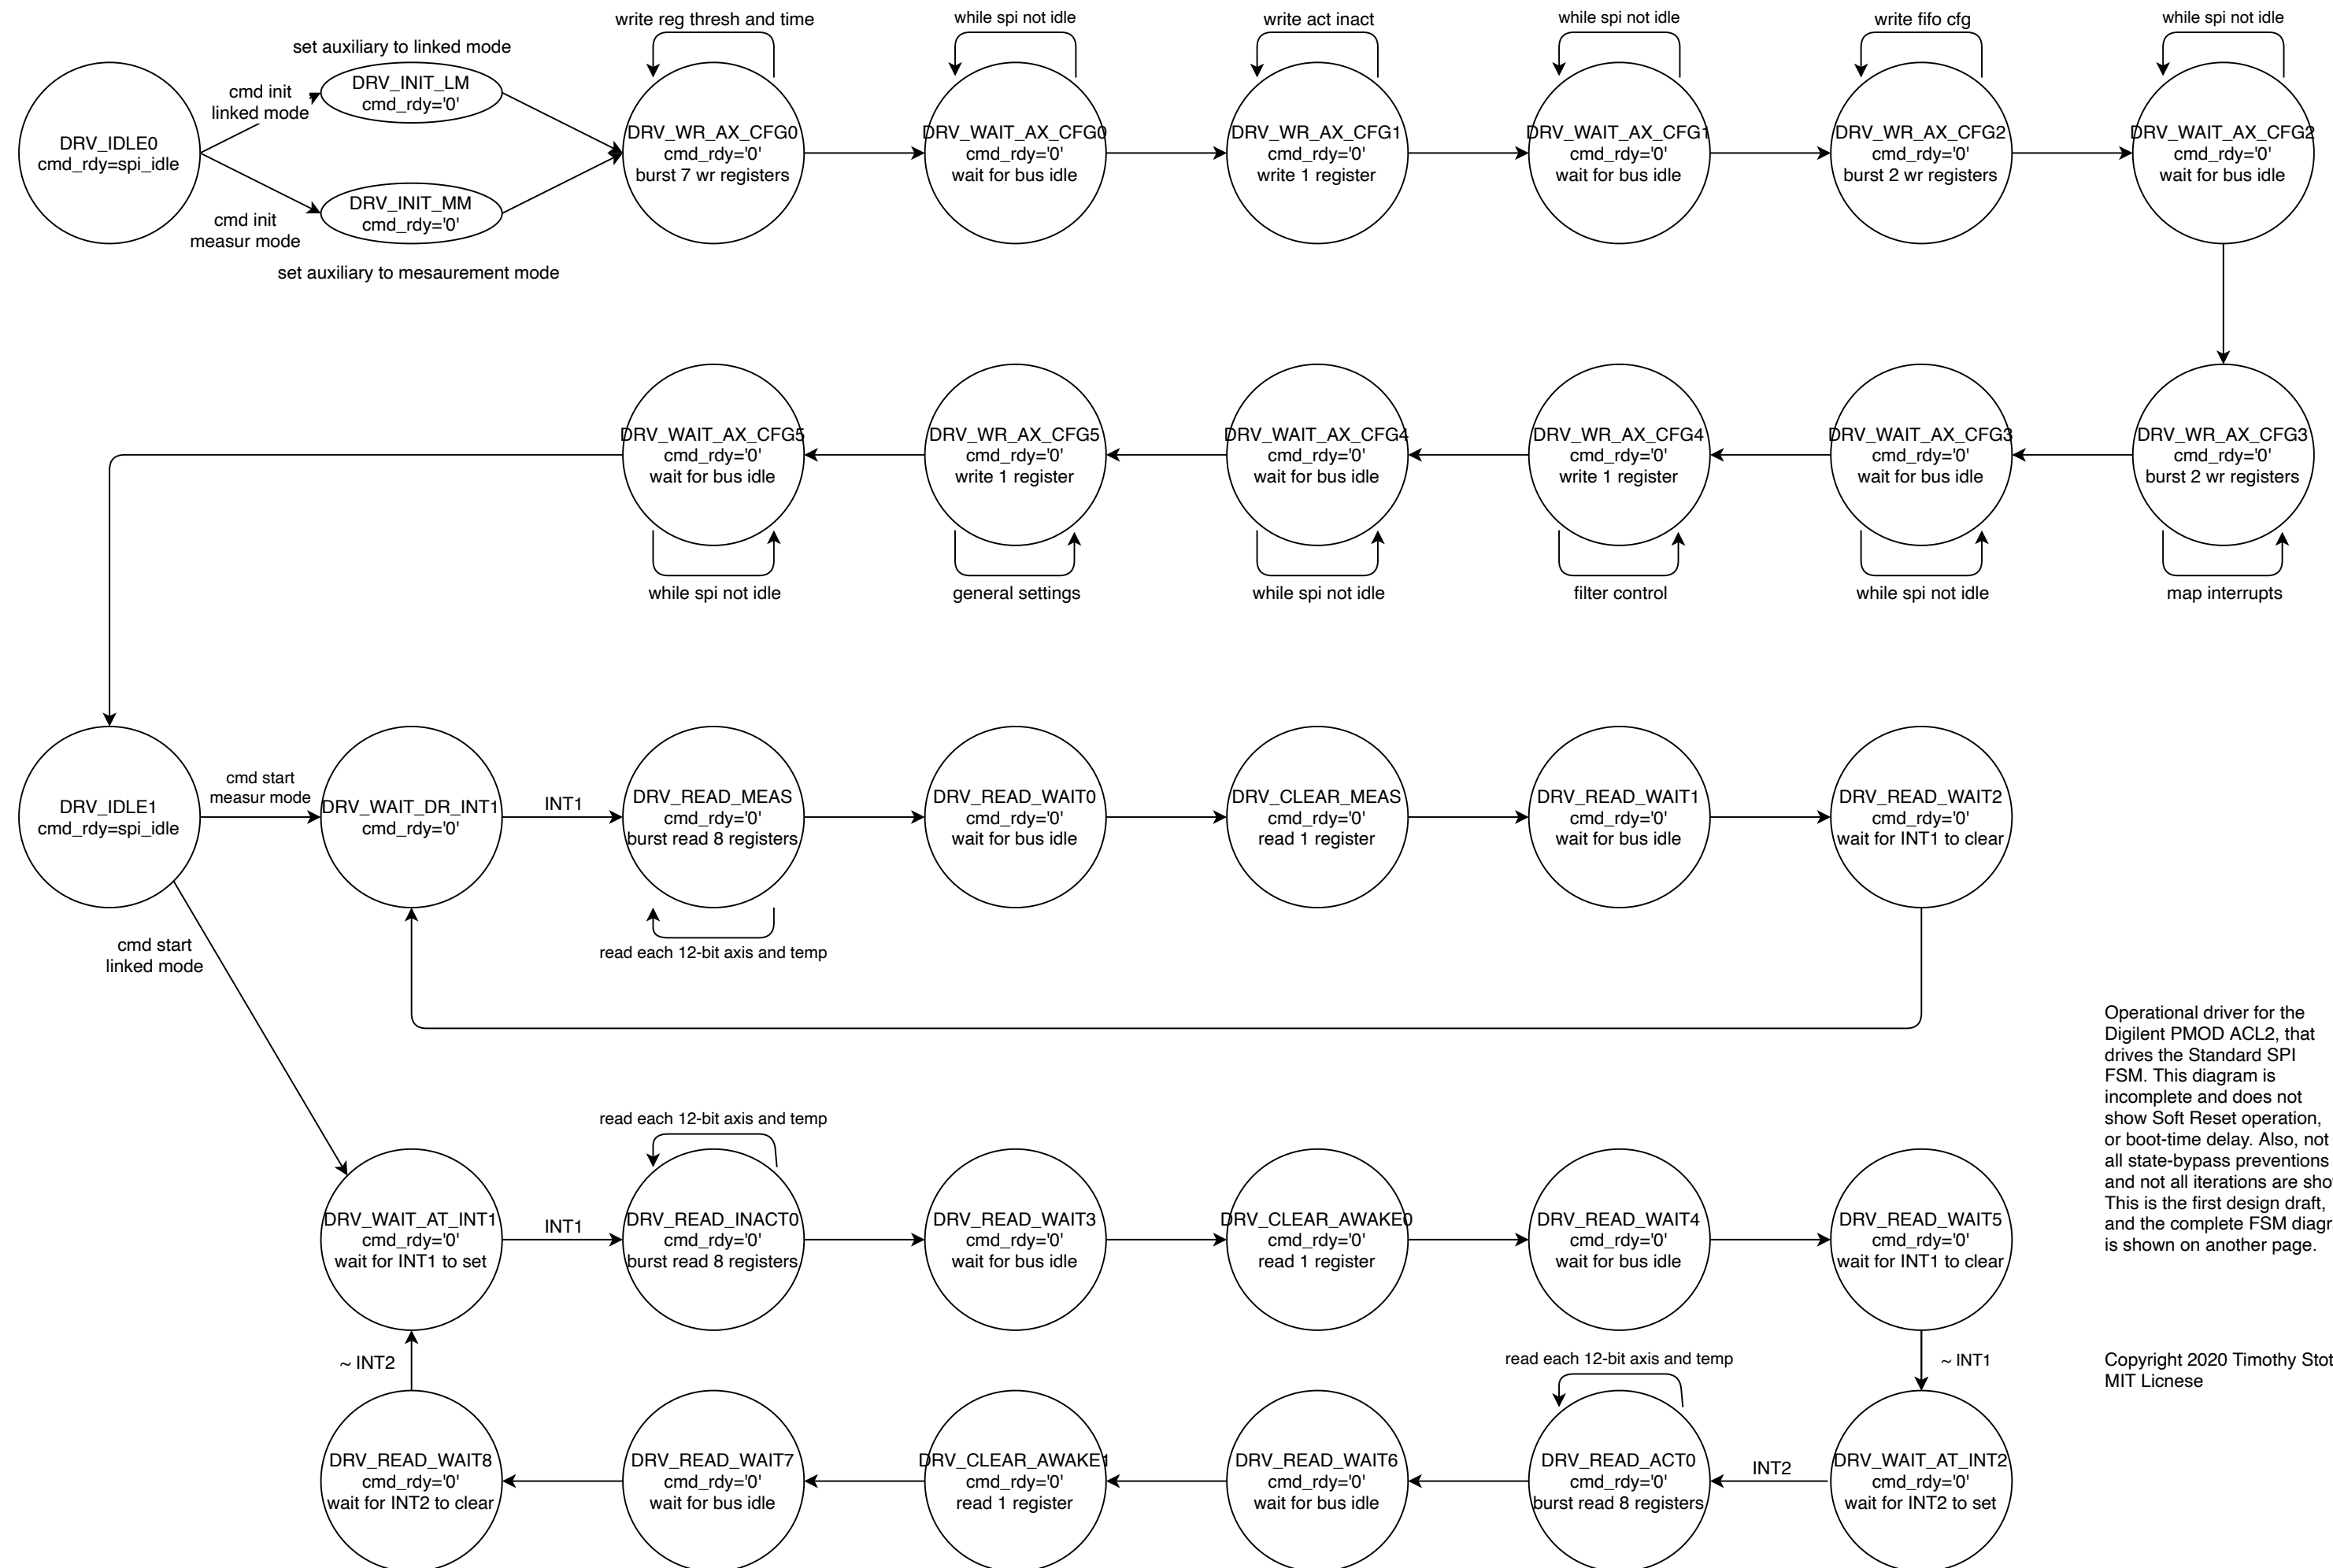 write reg thresh and time
while spi not idle
write act inact
while spi not idle
write fifo cfg
while spi not idle
set auxiliary to linked mode
cmd init
linked mode
DRV_IDLE0
cmd_rdy=spi_idle
DRV_INIT_LM
cmd_rdy='0'
cmd init
measur mode
DRV_INIT_MM
cmd_rdy='0'
set auxiliary to mesaurement mode
DRV_WR_AX_CFG0
cmd_rdy='0'
burst 7 wr registers
DRV_WAIT_AX_CFG0
cmd_rdy='0'
wait for bus idle
DRV_WR_AX_CFG1
cmd_rdy='0'
write 1 register
DRV_WAIT_AX_CFG1
cmd_rdy='0'
wait for bus idle
DRV_WR_AX_CFG2
cmd_rdy='0'
burst 2 wr registers
DRV_WAIT_AX_CFG2
cmd_rdy='0'
wait for bus idle
DRV_WAIT_AX_CFG5
cmd_rdy='0'
wait for bus idle
DRV_WR_AX_CFG5
cmd_rdy='0'
write 1 register
DRV_WAIT_AX_CFG4
cmd_rdy='0'
wait for bus idle
DRV_WR_AX_CFG4
cmd_rdy='0'
write 1 register
DRV_WAIT_AX_CFG3
cmd_rdy='0'
wait for bus idle
DRV_WR_AX_CFG3
cmd_rdy='0'
burst 2 wr registers
while spi not idle
general settings
while spi not idle
filter control
while spi not idle
map interrupts
DRV_IDLE1
cmd_rdy=spi_idle
cmd start
measur mode
DRV_WAIT_DR_INT1
cmd_rdy='0'
INT1
DRV_READ_MEAS
cmd_rdy='0'
burst read 8 registers
DRV_READ_WAIT0
cmd_rdy='0'
wait for bus idle
DRV_CLEAR_MEAS
cmd_rdy='0'
read 1 register
DRV_READ_WAIT1
cmd_rdy='0'
wait for bus idle
DRV_READ_WAIT2
cmd_rdy='0'
wait for INT1 to clear
cmd start
linked mode
read each 12-bit axis and temp
Operational driver for the
Digilent PMOD ACL2, that
drives the Standard SPI
FSM. This diagram is
incomplete and does not
show Soft Reset operation,
or boot-time delay. Also, not
all state-bypass preventions
and not all iterations are
This is the first design draft,
and the complete FSM
is shown on another page.
read each 12-bit axis and temp
DRV_WAIT_AT_INT1
cmd_rdy='0'
wait for INT1 to set
INT1
DRV_READ_INACT0
cmd_rdy='0'
burst read 8 registers
DRV_READ_WAIT3
cmd_rdy='0'
wait for bus idle
DRV_CLEAR_AWAKE0
cmd_rdy='0'
read 1 register
DRV_READ_WAIT4
cmd_rdy='0'
wait for bus idle
DRV_READ_WAIT5
cmd_rdy='0'
wait for INT1 to clear
~ INT2
read each 12-bit axis and temp
~ INT1
Copyright 2020 Timothy
MIT Licnese
DRV_READ_WAIT8
cmd_rdy='0'
wait for INT2 to clear
DRV_READ_WAIT7
cmd_rdy='0'
wait for bus idle
DRV_CLEAR_AWAKE1
cmd_rdy='0'
read 1 register
DRV_READ_WAIT6
cmd_rdy='0'
wait for bus idle
DRV_READ_ACT0
cmd_rdy='0'
burst read 8 registers
INT2
DRV_WAIT_AT_INT2
cmd_rdy='0'
wait for INT2 to set